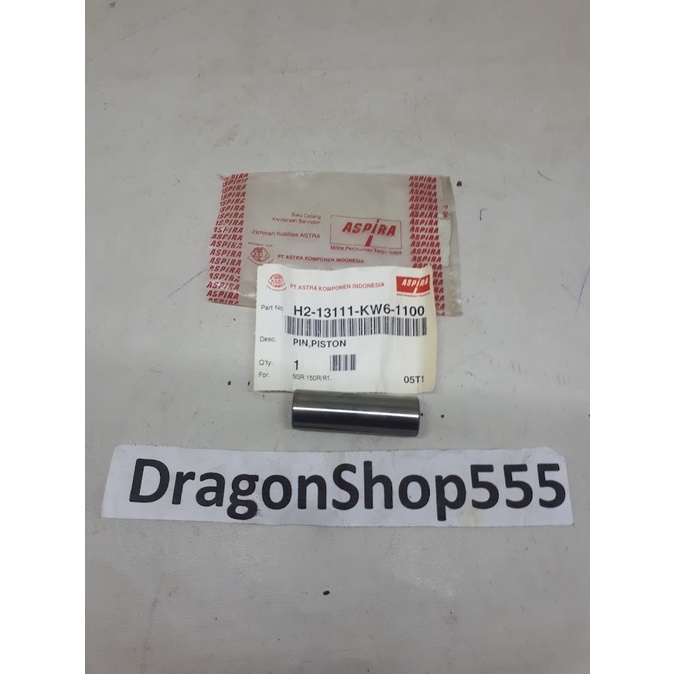 ASPIRA
Suku Cadang
Kendaraan Bermotor
Jaminan Kualitas ASTRA
ASPIRA
Mitra Perjalanan Terpercaya
PT ASTRA KOMPONEN INDONESIA
PT ASTRA KOMPONEN INDONESIA
ASPIRA
Part No. H2-13111-KW6-1100
Desc. PIN,PISTON
Q'ty. 1
For. NSR 150R/R1. 05T1
DragonShop555